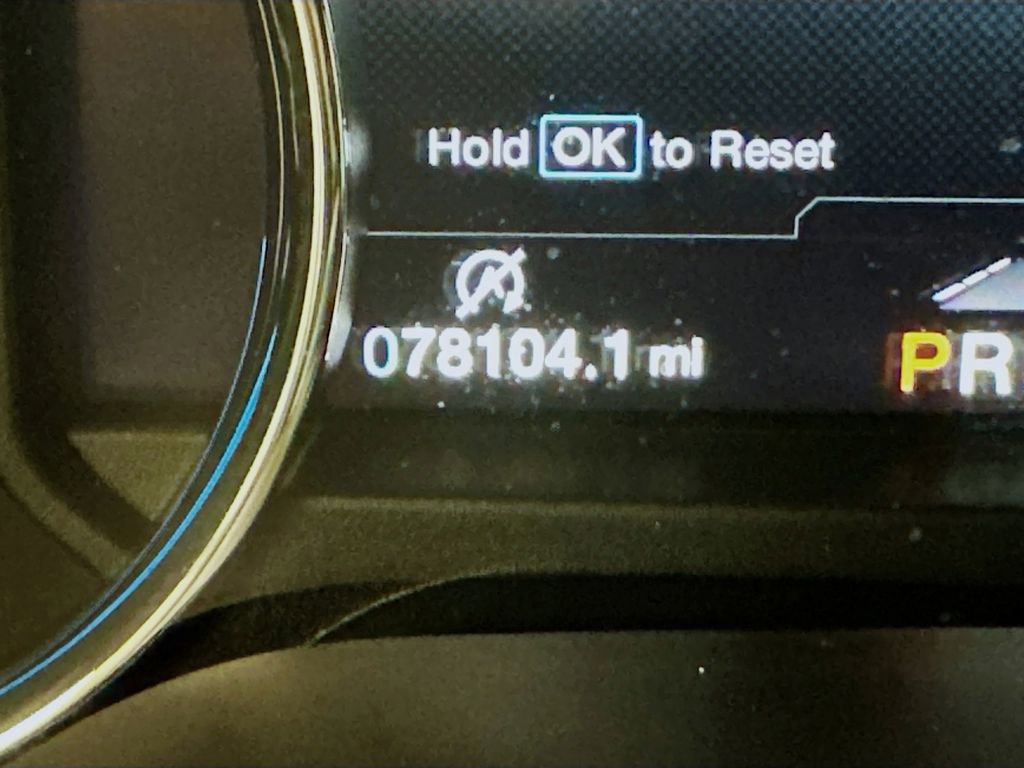 Hold OK to Reset
078104.1 mi
PR